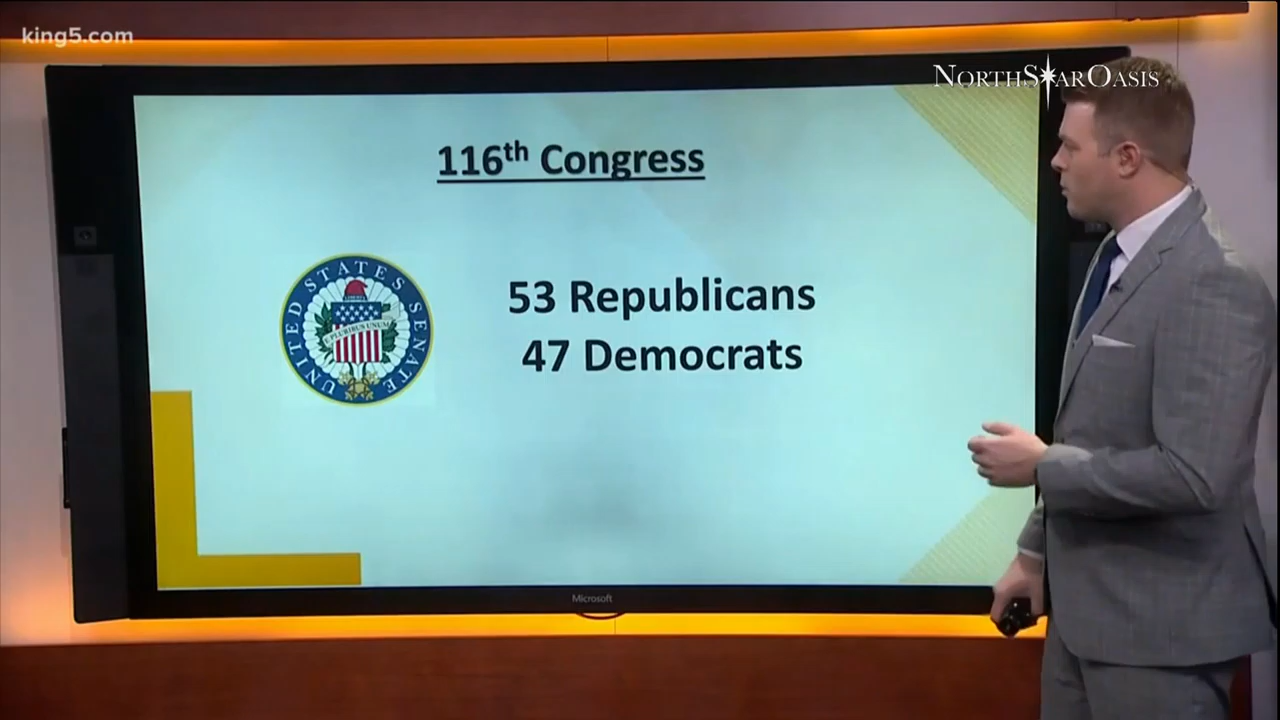 king5.com
NORTHSTAROASIS
116th Congress
UNITED STATES SENATE
E PLURIBUS UNUM
53 Republicans
47 Democrats
Microsoft